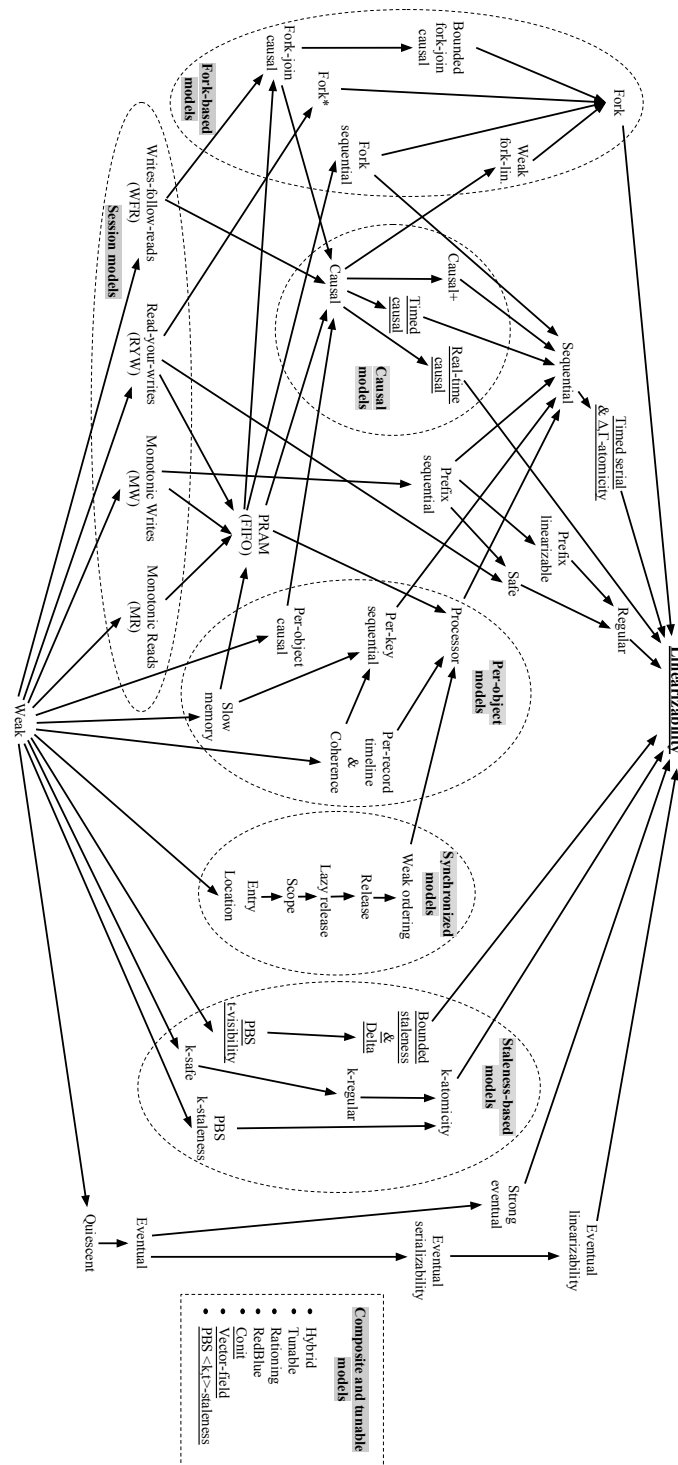 Linearizability
Fork
Sequential
Timed serial
& Δ,Γ-atomicity
Regular
Eventual
linearizability
Prefix
linearizable
Safe
Strong
eventual
Bounded
fork-join
causal
Weak
fork-lin.
Causal+
Real-time
causal
Prefix
sequential
Per-object
models
Processor
Synchronized
models
Weak ordering
Staleness-based
models
k-atomicity
Eventual
serializability
Fork
sequential
Timed
causal
Causal
models
Per-key
sequential
Per-record
timeline
&
Coherence
Release
Bounded
staleness
&
Delta
k-regular
Fork*
Causal
Lazy release
Fork-join
causal
Per-object
causal
Scope
PRAM
(FIFO)
Slow
memory
Entry
Location
PBS
t-visibility
k-safe
PBS
k-staleness
Fork-based
models
Writes-follow-reads
(WFR)
Read-your-writes
(RYW)
Monotonic Writes
(MW)
Monotonic Reads
(MR)
Session models
Eventual
Quiescent
Weak
Composite and tunable
models
• Hybrid
• Tunable
• Rationing
• RedBlue
• Conit
• Vector-field
• PBS <k,t>-staleness